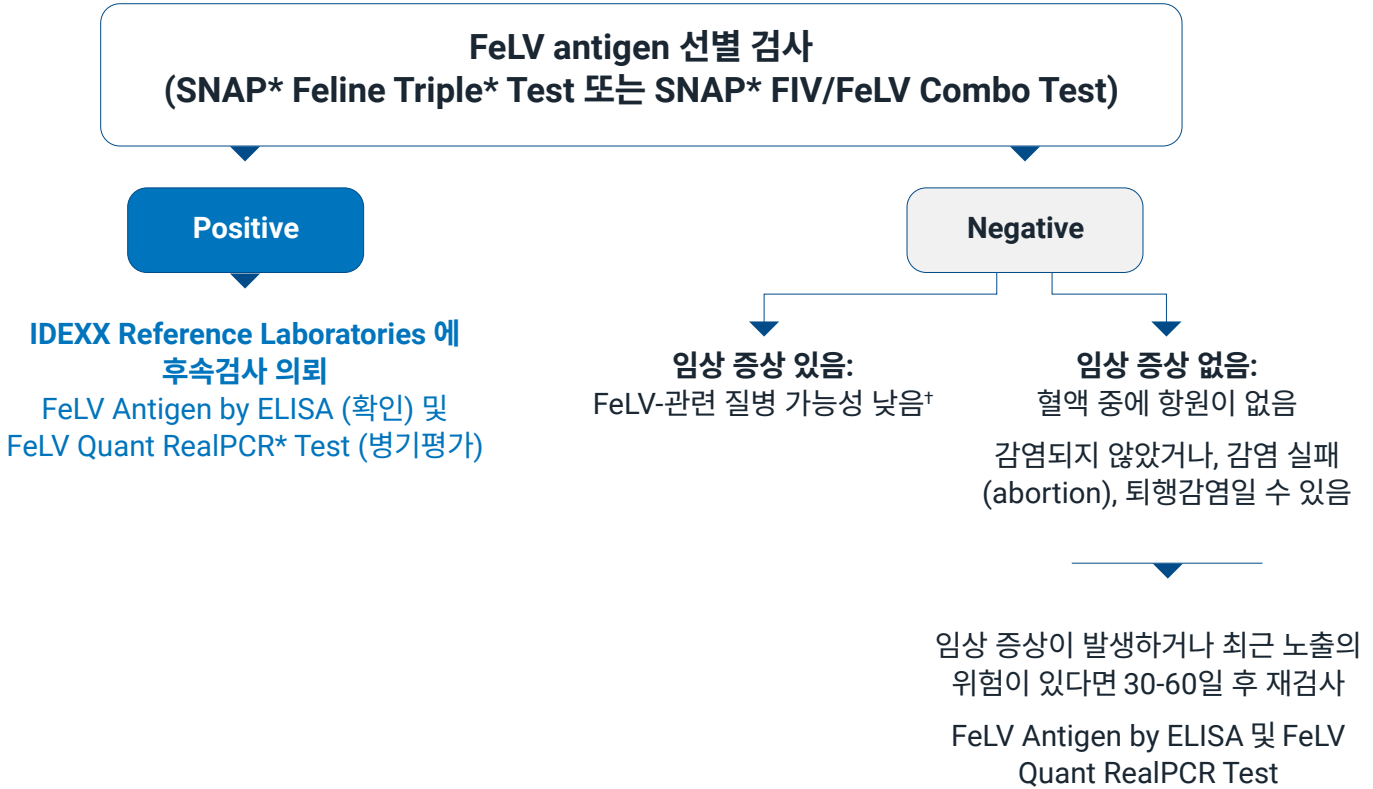 FeLV antigen 선별 검사
(SNAP* Feline Triple* Test 또는 SNAP* FIV/FeLV Combo Test)
Positive
Negative
IDEXX Reference Laboratories 에
후속검사 의뢰
FeLV Antigen by ELISA (확인) 및
FeLV Quant RealPCR* Test (병기평가)
임상 증상 있음:
FeLV-관련 질병 가능성 낮음†
임상 증상 없음:
혈액 중에 항원이 없음
감염되지 않았거나, 감염 실패
(abortion), 퇴행감염일 수 있음
임상 증상이 발생하거나 최근 노출의
위험이 있다면 30-60일 후 재검사
FeLV Antigen by ELISA 및 FeLV
Quant RealPCR Test